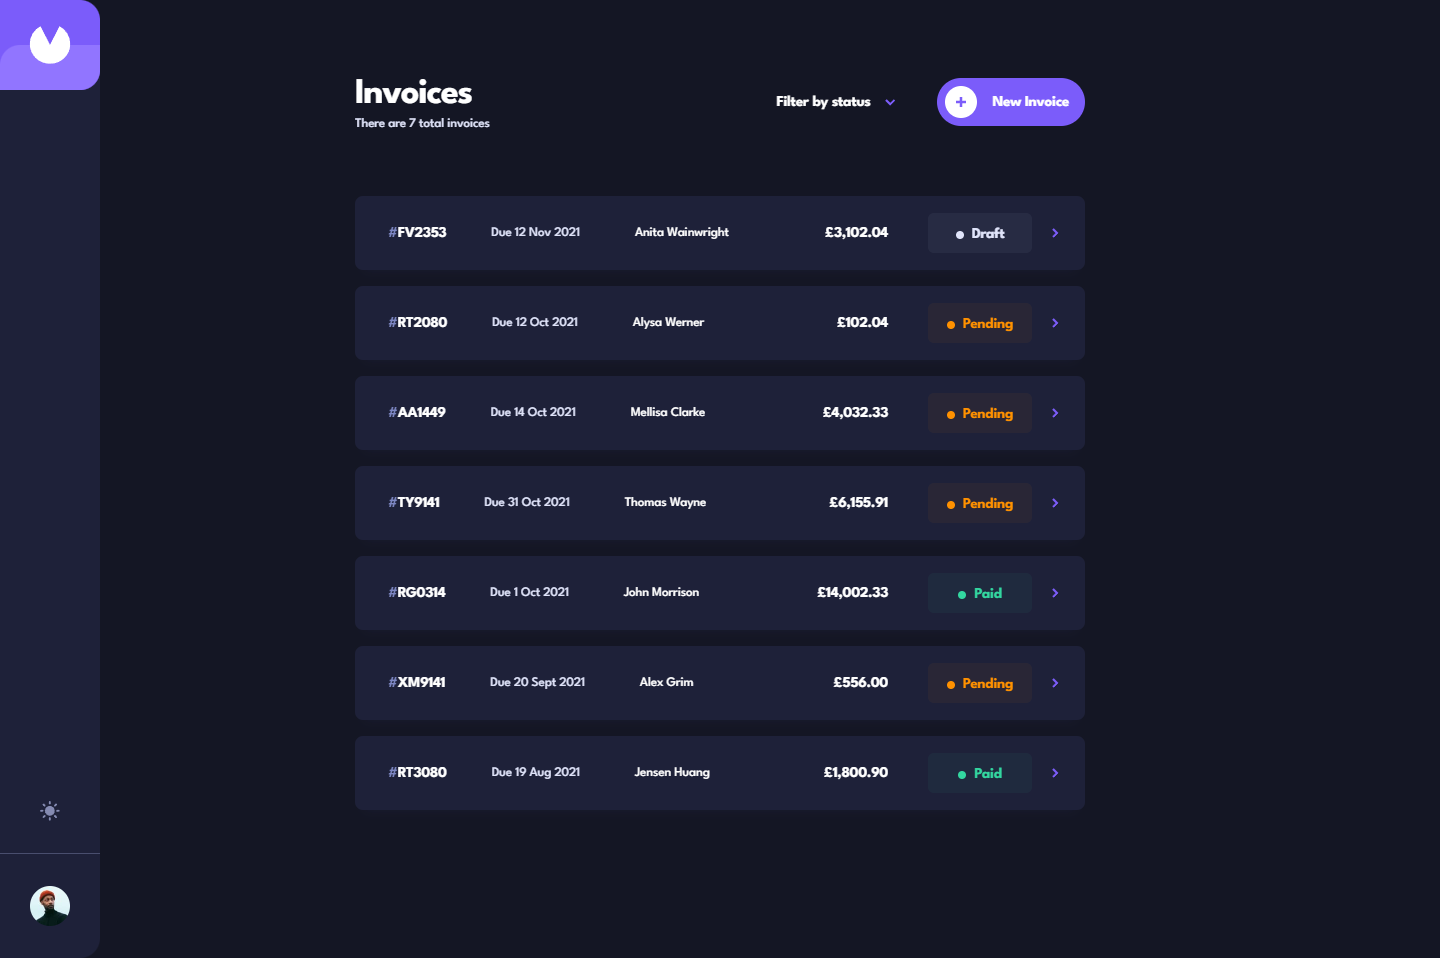 Invoices
There are 7 total invoices
Filter by status
New Invoice
#FV2353 Due 12 Nov 2021 Anita Wainwright £3,102.04 Draft
#RT2080 Due 12 Oct 2021 Alysa Werner £102.04 Pending
#AA1449 Due 14 Oct 2021 Mellisa Clarke £4,032.33 Pending
#TY9141 Due 31 Oct 2021 Thomas Wayne £6,155.91 Pending
#RG0314 Due 1 Oct 2021 John Morrison £14,002.33 Paid
#XM9141 Due 20 Sept 2021 Alex Grim £556.00 Pending
#RT3080 Due 19 Aug 2021 Jensen Huang £1,800.90 Paid